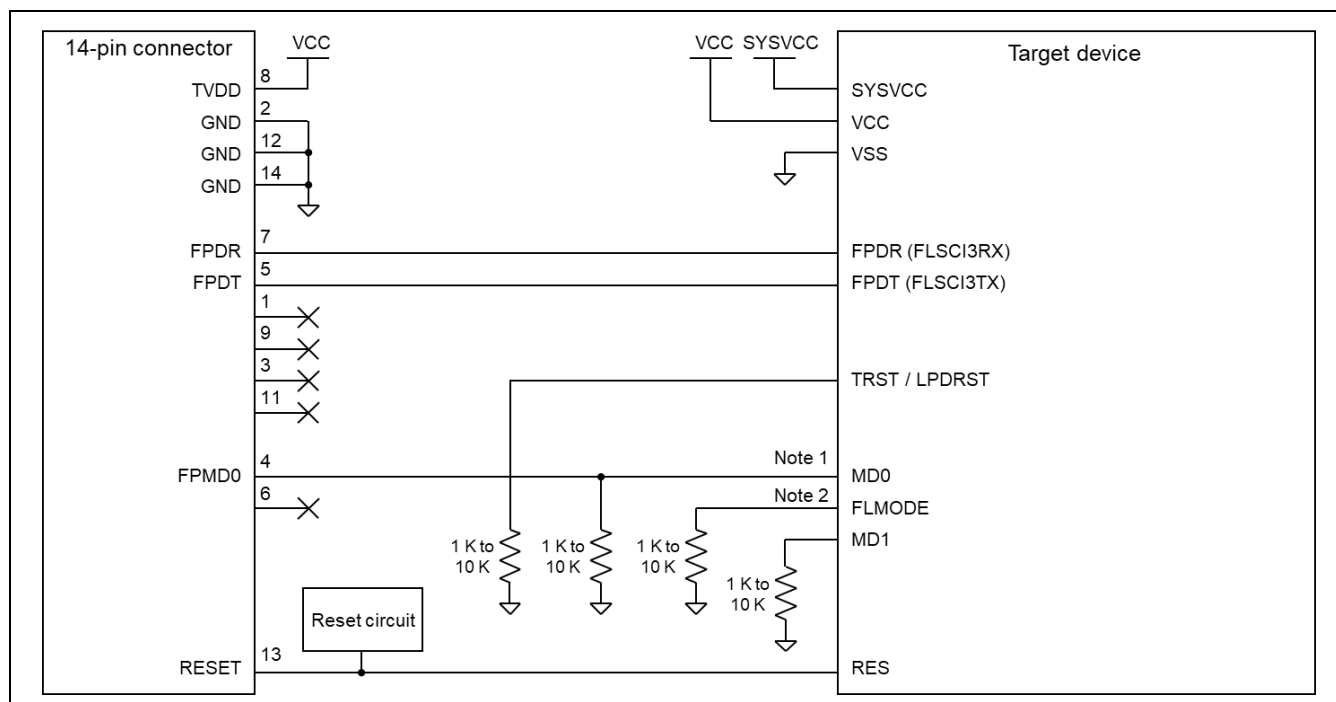 14-pin connector
VCC
VCC
SYSVCC
Target device
TVDD
8
SYSVCC
GND
2
VCC
GND
12
VSS
GND
14
FPDR
7
FPDR (FLSCI3RX)
FPDT
5
FPDT (FLSCI3TX)
1
9
3
TRST / LPDRST
11
FPMD0
4
Note 1
MD0
6
Note 2
FLMODE
MD1
1 K to
10 K
1 K to
10 K
1 K to
10 K
1 K to
10 K
Reset circuit
RESET
13
RES